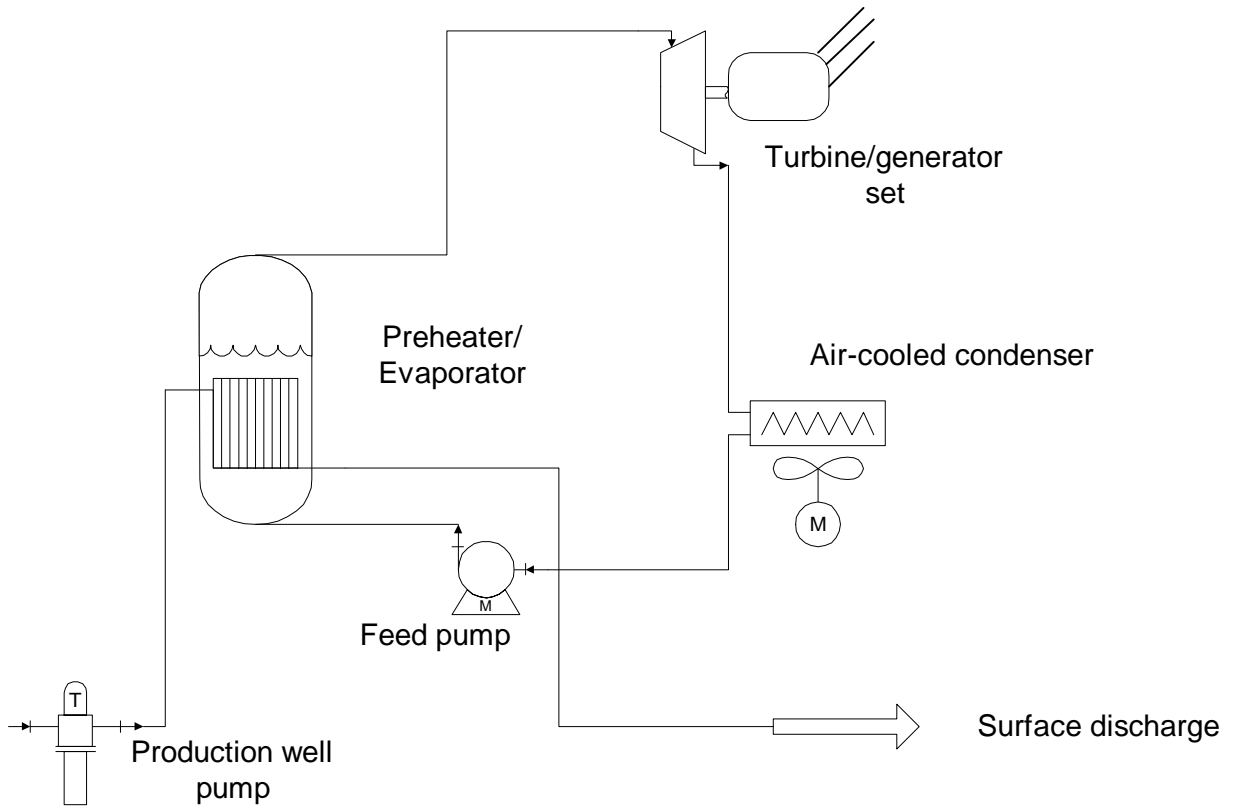 Turbine/generator
set
Preheater/
Evaporator
Air-cooled condenser
M
M
Feed pump
T
Production well
pump
Surface discharge